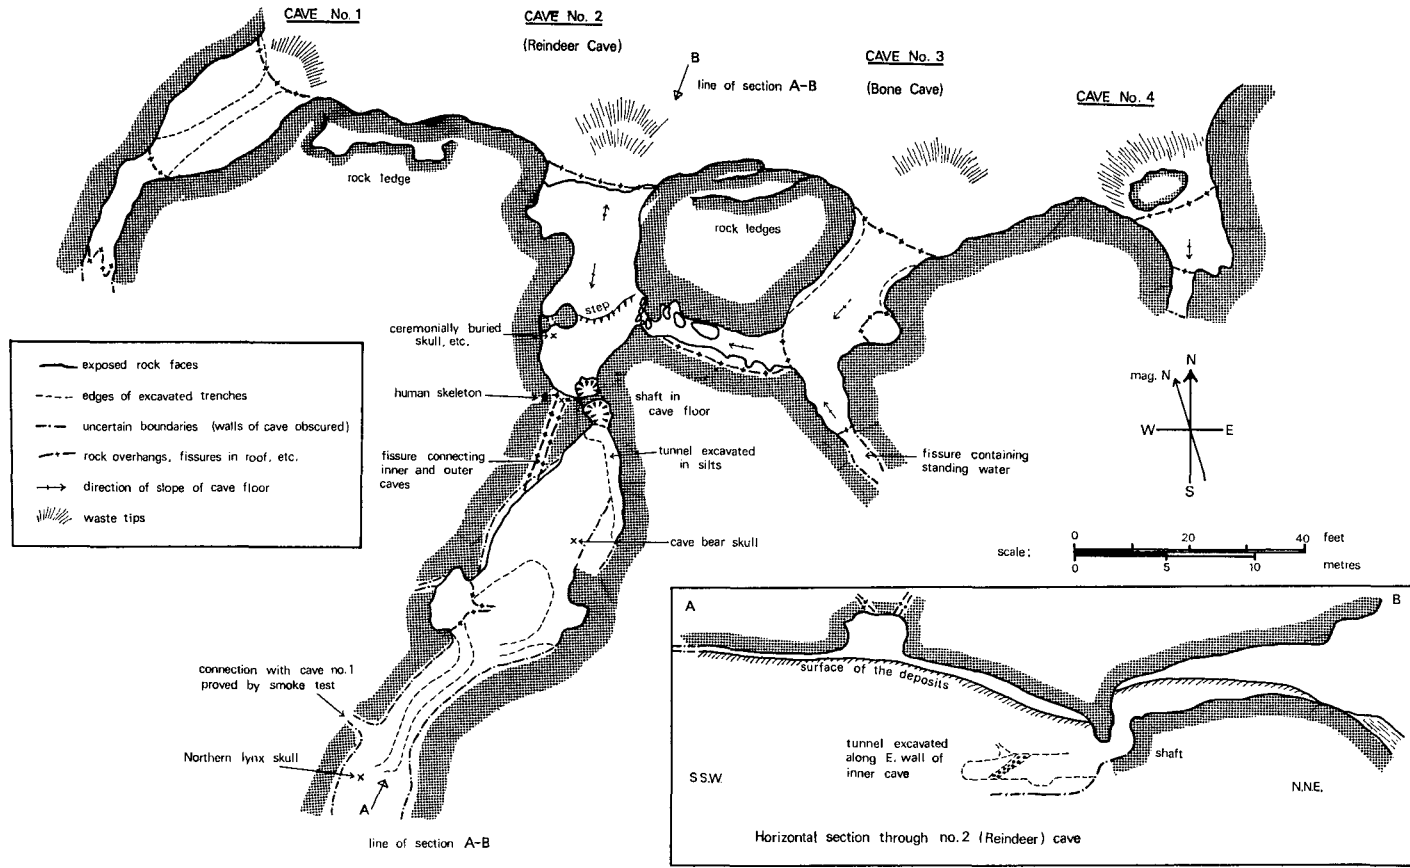 CAVE No. 1
CAVE No. 2
(Reindeer Cave)
B
line of section A-B
CAVE No. 3
(Bone Cave)
CAVE No. 4
rock ledge
rock ledges
step
ceremonially buried
skull, etc.
human skeleton
shaft in
cave floor
fissure connecting
inner and outer
caves
tunnel excavated
in silts
fissure containing
standing water
cave bear skull
connection with cave no.1
proved by smoke test
Northern lynx skull
A
line of section A-B
exposed rock faces
edges of excavated trenches
uncertain boundaries (walls of cave obscured)
rock overhangs, fissures in roof, etc.
direction of slope of cave floor
waste tips
N
mag. N
W
E
S
0 20 40 feet
scale:
0 5 10 metres
A
B
surface of the deposits
tunnel excavated
along E. wall of
inner cave
shaft
S S.W.
N.N.E.
Horizontal section through no.2 (Reindeer) cave